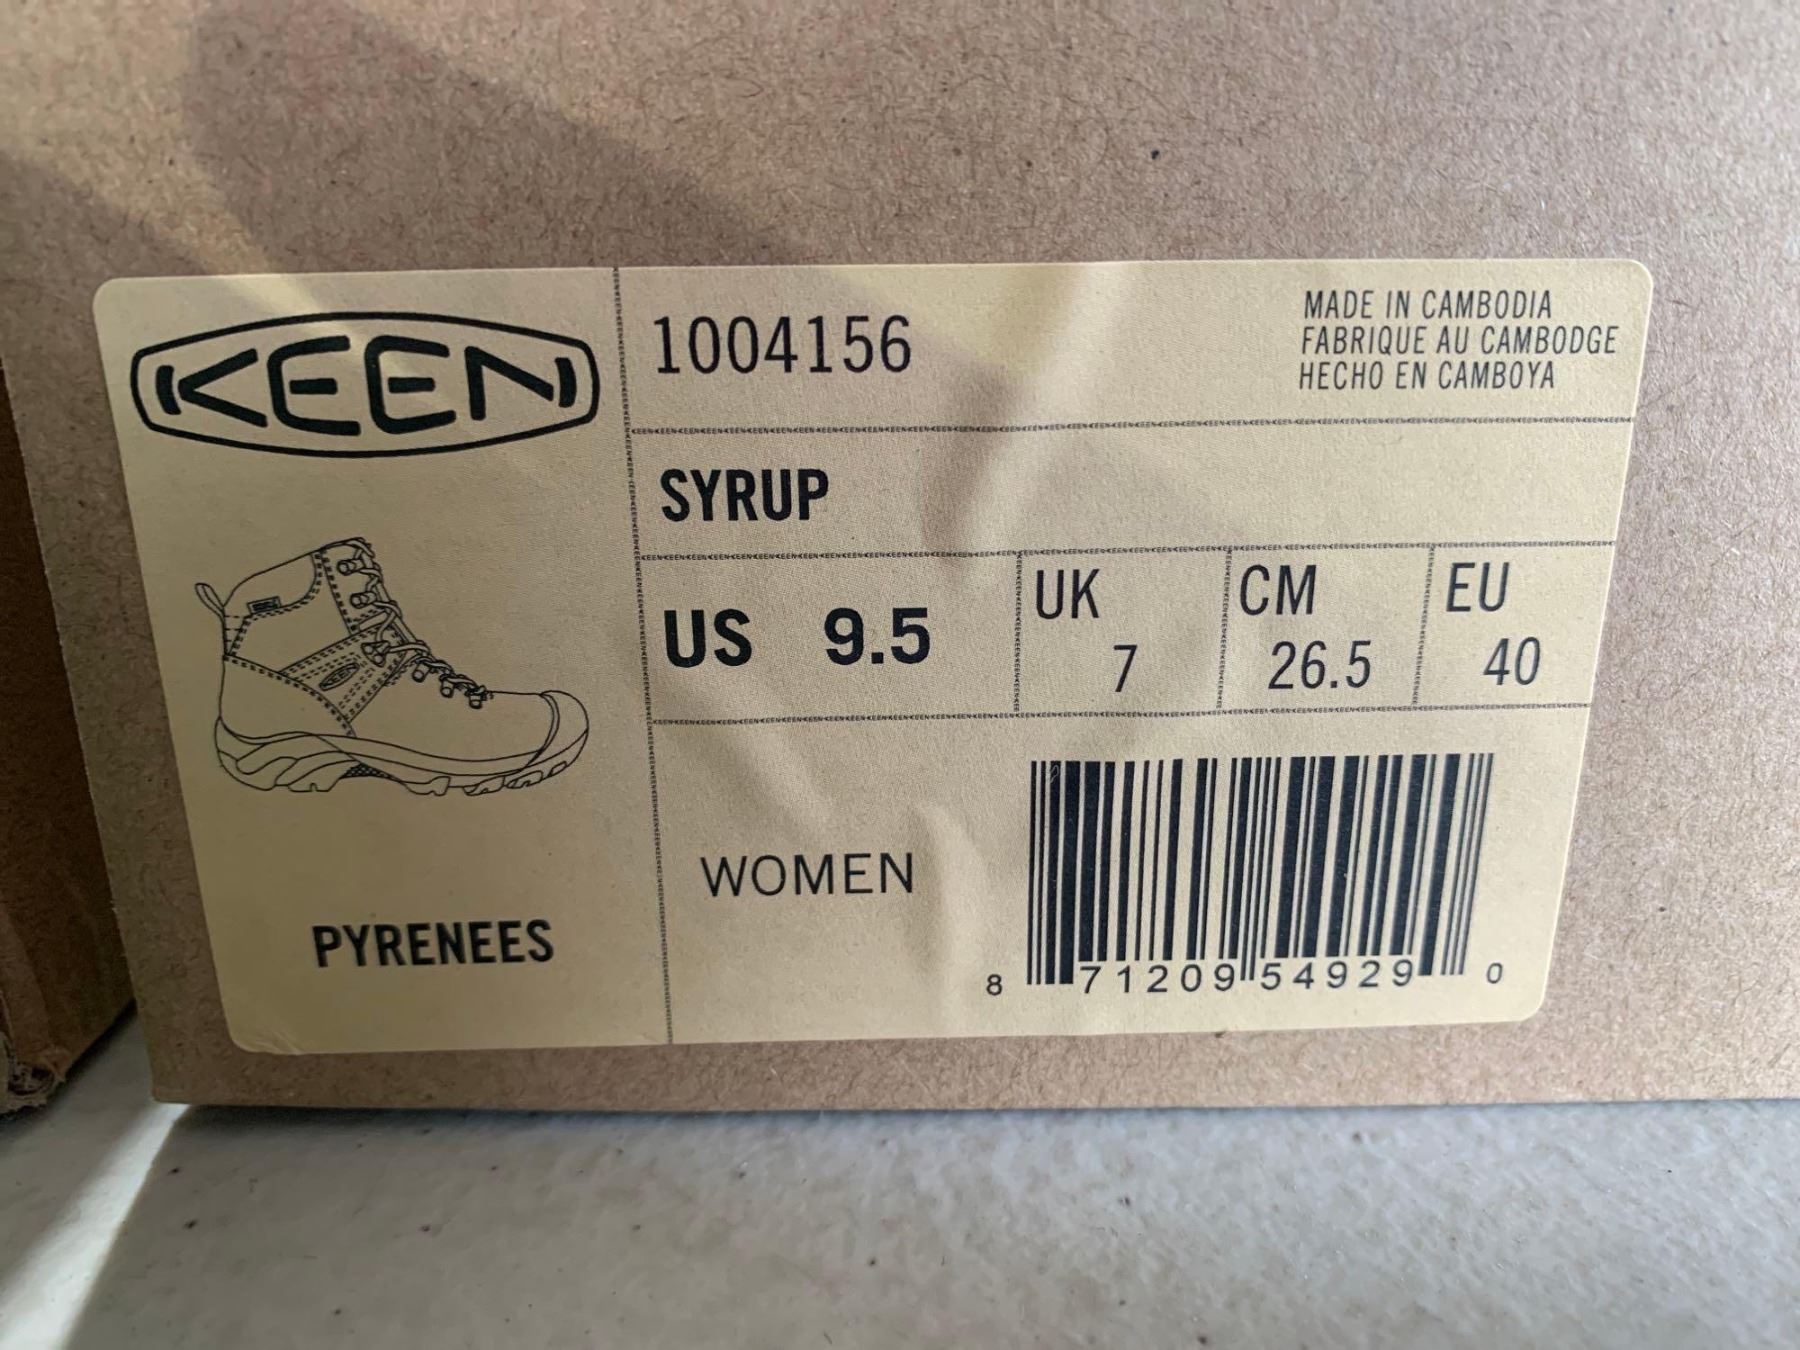 KEEN
1004156
MADE IN CAMBODIA
FABRIQUE AU CAMBODGE
HECHO EN CAMBOYA
SYRUP
US 9.5
UK
7
CM
26.5
EU
40
KEEN
WOMEN
PYRENEES
8 71209 54929 0